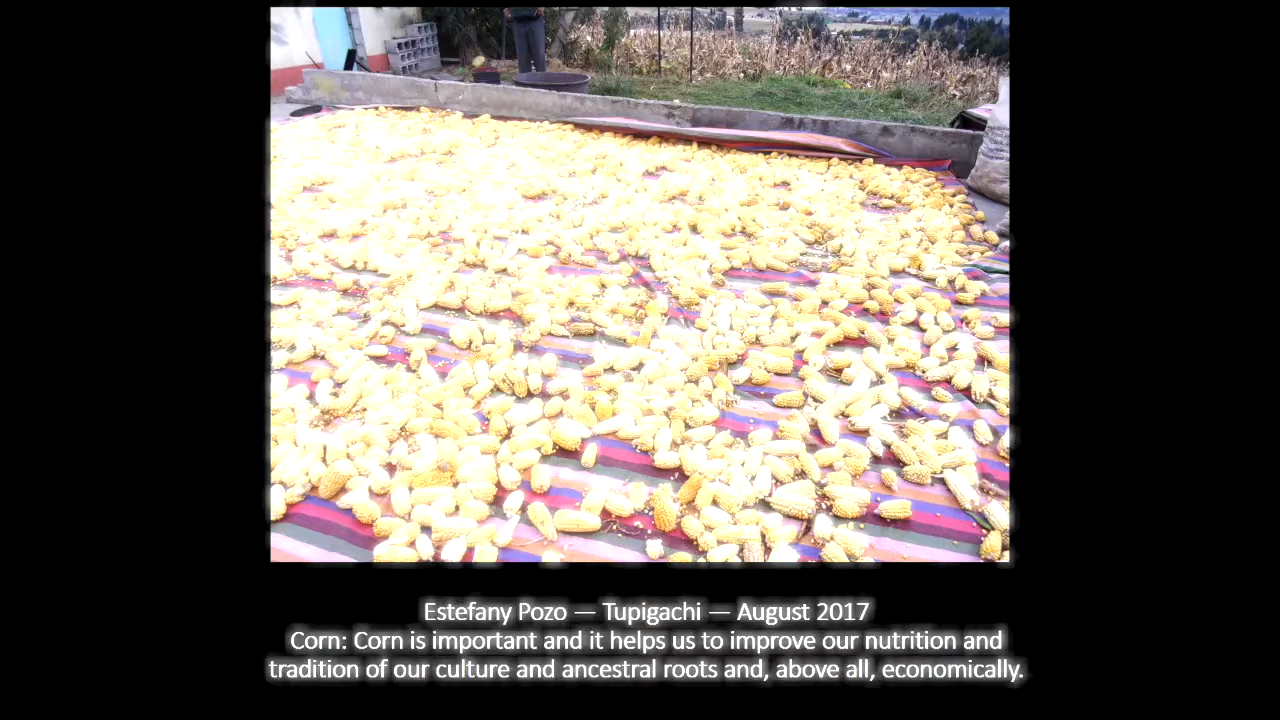 Estefany Pozo — Tupigachi — August 2017
Corn: Corn is important and it helps us to improve our nutrition and
tradition of our culture and ancestral roots and, above all, economically.